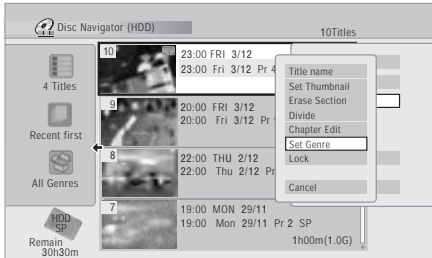 Disc Navigator (HDD)
10Titles
4 Titles
Recent first
All Genres
HDD
SP
Remain
30h30m
10
23:00 FRI 3/12
23:00 Fri 3/12 Pr 4
9
20:00 FRI 3/12
20:00 Fri 3/12 Pr
8
22:00 THU 2/12
22:00 Thu 2/12 Pr
7
19:00 MON 29/11
19:00 Mon 29/11 Pr 2 SP
1h00m(1.0G)
Title name
Set Thumbnail
Erase Section
Divide
Chapter Edit
Set Genre
Lock
Cancel